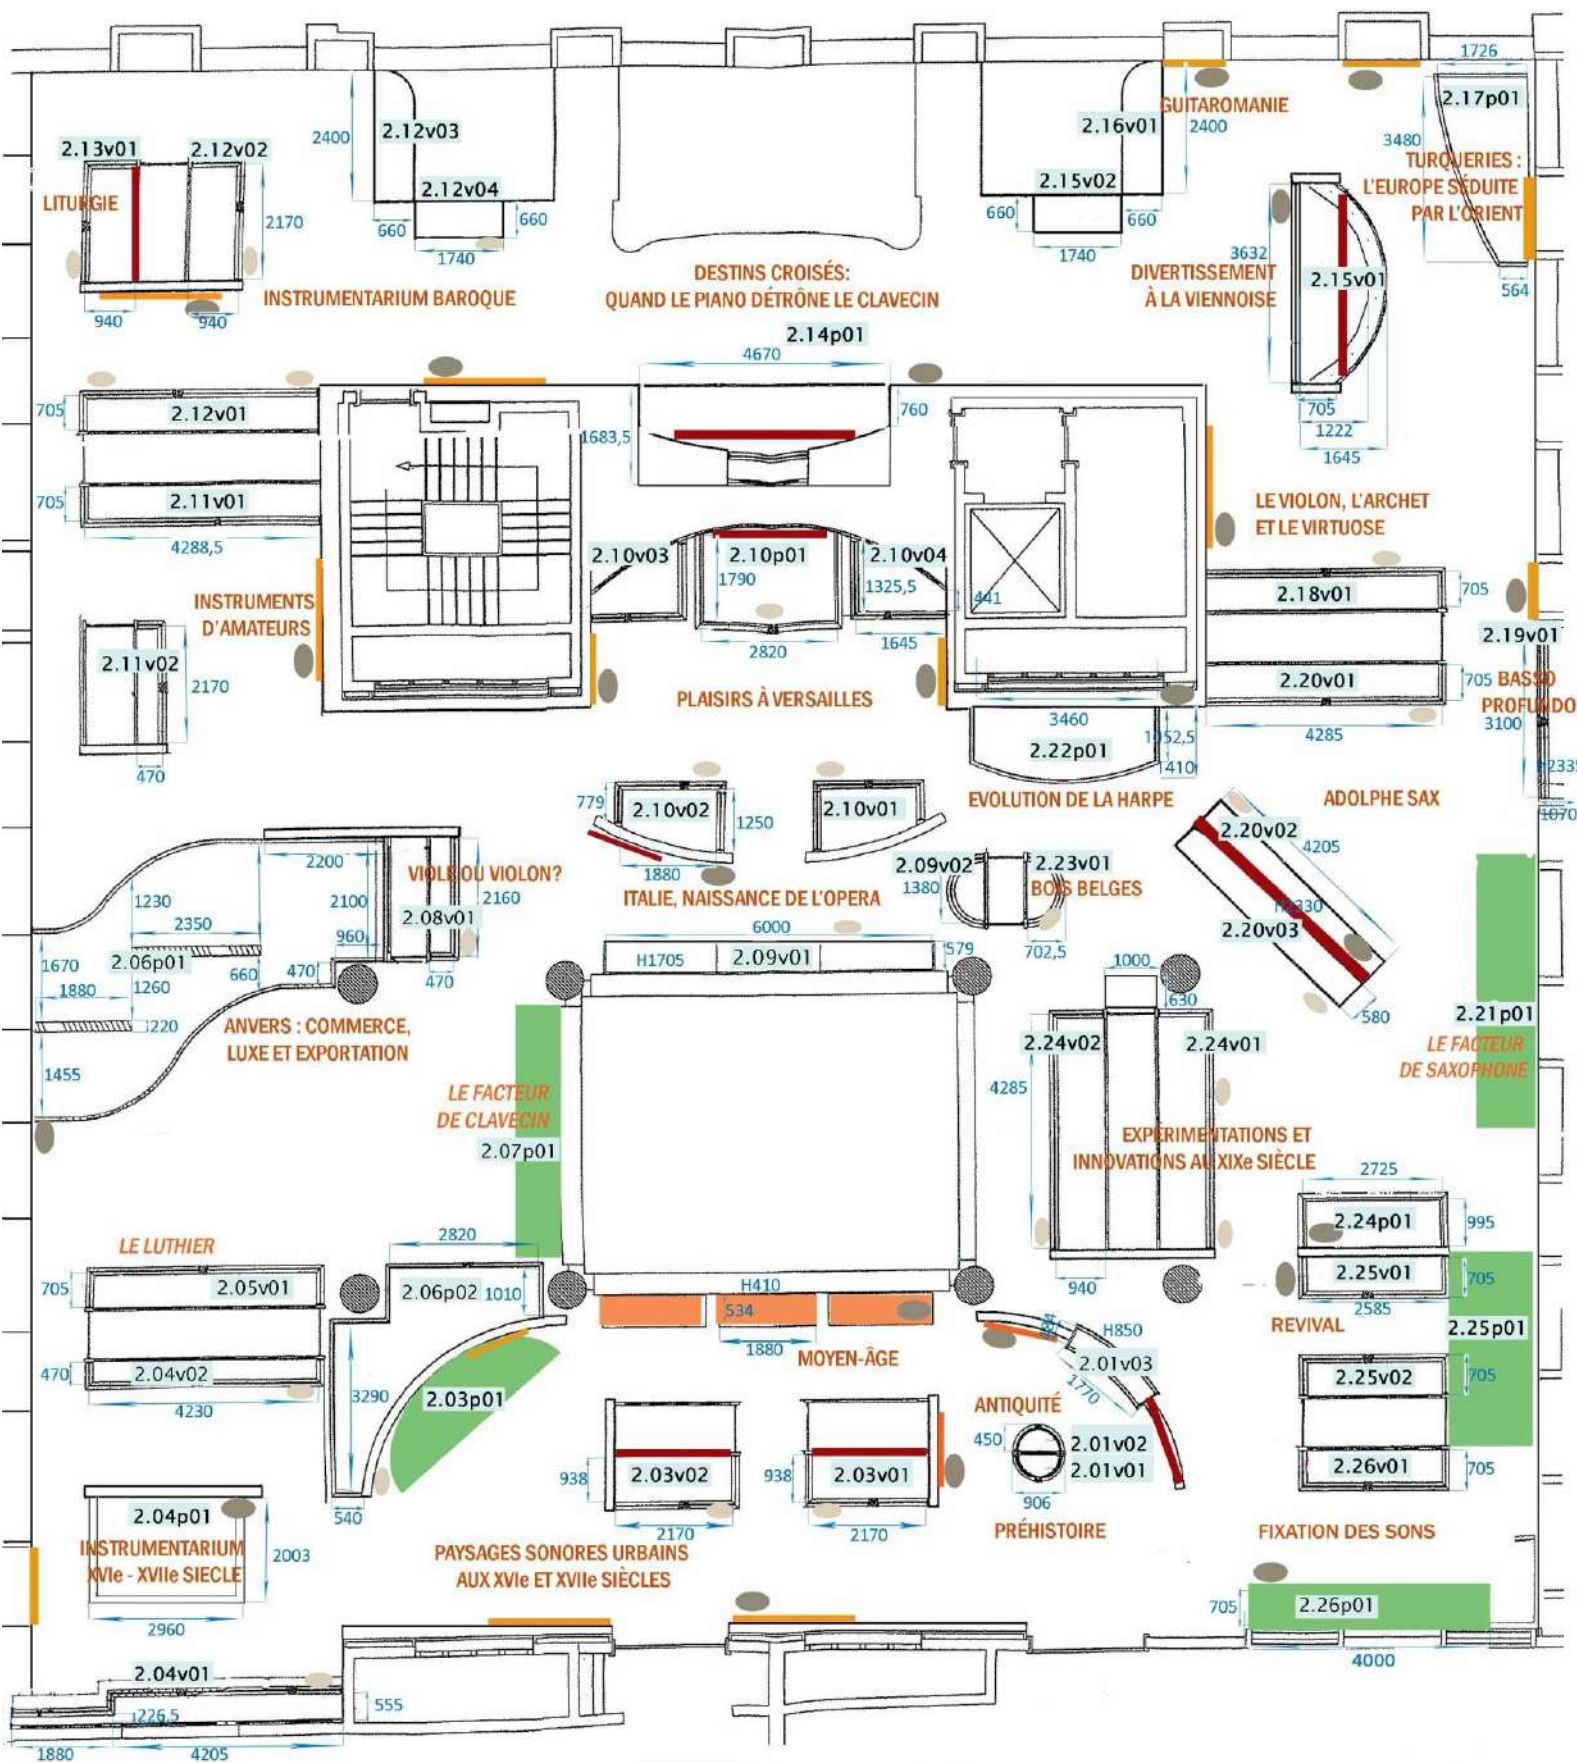 1726
GUITAROMANIE
2.17p01
2400
2.12v03
2.16v01
2400
3480
2.13v01
2.12v02
TURQUERIES :
L'EUROPE SÉDUITE
PAR L'ORIENT
LITURGIE
2.12v04
2.15v02
2170
660
660
660
660
1740
1740
3632
DESTINS CROISÉS:
QUAND LE PIANO DÉTRÔNE LE CLAVECIN
DIVERTISSEMENT
À LA VIENNOISE
2.15v01
564
INSTRUMENTARIUM BAROQUE
940
940
2.14p01
4670
705
2.12v01
760
705
1222
1645
1683,5
705
2.11v01
4288,5
LE VIOLON, L'ARCHET
ET LE VIRTUOSE
2.10v03
2.10p01
2.10v04
1790
1325,5
441
2.18v01
705
INSTRUMENTS
D'AMATEURS
2820
1645
2.19v01
2.11v02
2170
2.20v01
705
BASSO
PROFUNDO
PLAISIRS À VERSAILLES
3460
3100
4285
2.22p01
1052,5
410
470
EVOLUTION DE LA HARPE
ADOLPHE SAX
1070
779
2.10v02
1250
2.10v01
2.20v02
4205
2200
VIOLE OU VIOLON?
1880
2.09v02
2.23v01
1380
BOIS BELGES
1230
2100
2160
ITALIE, NAISSANCE DE L'OPERA
H2330
2350
2.08v01
6000
2.20v03
960
2.06p01
H1705
2.09v01
579
702,5
1670
660
470
470
1000
1880
1260
630
580
220
ANVERS : COMMERCE,
LUXE ET EXPORTATION
2.21p01
2.24v02
2.24v01
LE FACTEUR
DE SAXOPHONE
1455
4285
LE FACTEUR
DE CLAVECIN
2.07p01
EXPÉRIMENTATIONS ET
INNOVATIONS AU XIXe SIÈCLE
2725
2.24p01
995
2820
LE LUTHIER
705
2.05v01
2.06p02
1010
H410
940
2.25v01
705
2585
534
REVIVAL
2.25p01
1880
MOYEN-ÂGE
H850
2.01v03
1770
470
2.04v02
2.25v02
705
4230
3290
2.03p01
ANTIQUITÉ
450
2.01v02
2.01v01
938
2.03v02
938
2.03v01
2.26v01
705
906
2.04p01
540
2170
2170
PRÉHISTOIRE
FIXATION DES SONS
INSTRUMENTARIUM
XVIe - XVIIe SIECLE
2003
PAYSAGES SONORES URBAINS
AUX XVIe ET XVIIe SIÈCLES
705
2.26p01
2960
4000
2.04v01
555
1880
4205